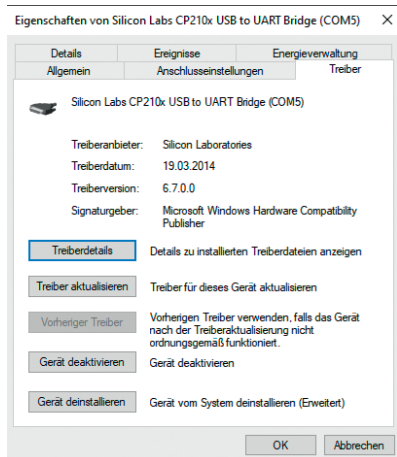 Eigenschaften von Silicon Labs CP210x USB to UART Bridge (COM5)
Details Ereignisse Energieverwaltung
Allgemein Anschlusseinstellungen Treiber
Silicon Labs CP210x USB to UART Bridge (COM5)
Treiberanbieter: Silicon Laboratories
Treiberdatum: 19.03.2014
Treiberversion: 6.7.0.0
Signaturgeber: Microsoft Windows Hardware Compatibility
Publisher
Treiberdetails Details zu installierten Treiberdateien anzeigen
Treiber aktualisieren Treiber für dieses Gerät aktualisieren
Vorheriger Treiber Vorherigen Treiber verwenden, falls das Gerät
nach der Treiberaktualisierung nicht
ordnungsgemäß funktioniert.
Gerät deaktivieren Gerät deaktivieren
Gerät deinstallieren Gerät vom System deinstallieren (Erweitert)
OK Abbrechen